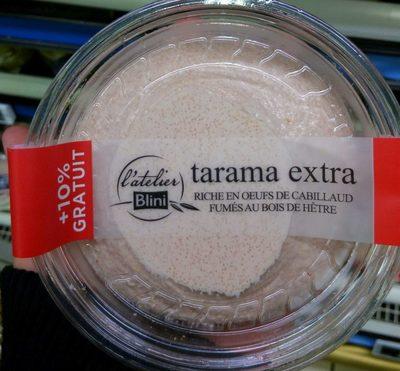 +10%
GRATUIT
l'atelier
Blini
tarama extra
RICHE EN OEUFS DE CABILLAUD
FUMÉS AU BOIS DE HÊTRE